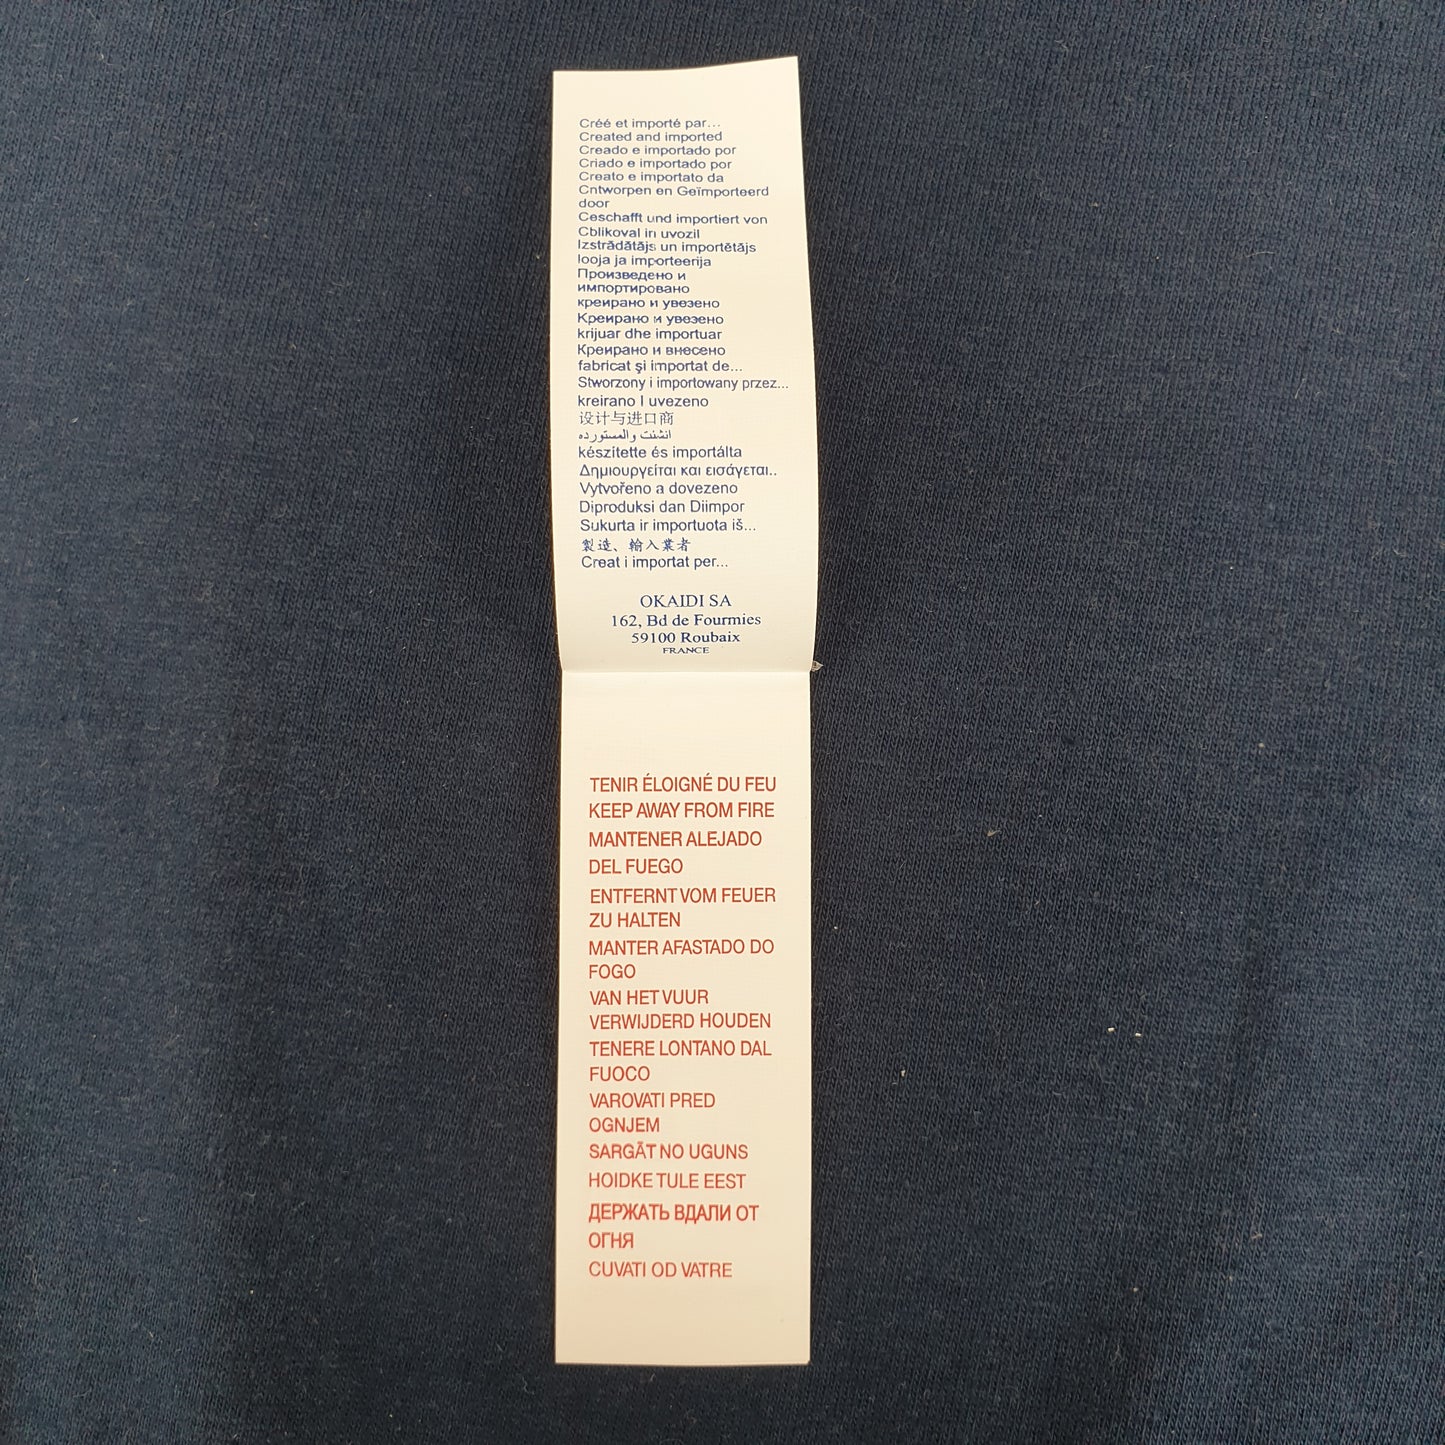 Créé et importé par...
Created and imported
Creado e importado por
Criado e importado por
Creato e importato da
Cntworpen en Geïmporteerd
door
Ceschafft und importiert von
Cblikoval in uvozil
Izstrādātājs un importētājs
looja ja importeerija
Произведено и
импортировано
креирано и увезено
Креирано и увезено
krijuar dhe importuar
Креирано и внесено
fabricat şi importat de...
Stworzony i importowany przez...
kreirano I uvezeno
设计与进口商
انشئت والمستورده
készítette és importálta
Δημιουργείται και εισάγεται..
Vytvořeno a dovezeno
Diproduksi dan Diimpor
Sukurta ir importuota iš...
製造、輸入業者
Creat i importat per...
OKAIDI SA
162, Bd de Fourmies
59100 Roubaix
FRANCE
TENIR ÉLOIGNÉ DU FEU
KEEP AWAY FROM FIRE
MANTENER ALEJADO
DEL FUEGO
ENTFERNT VOM FEUER
ZU HALTEN
MANTER AFASTADO DO
FOGO
VAN HET VUUR
VERWIJDERD HOUDEN
TENERE LONTANO DAL
FUOCO
VAROVATI PRED
OGNJEM
SARGĀT NO UGUNS
HOIDKE TULE EEST
ДЕРЖАТЬ ВДАЛИ ОТ
ОГНЯ
CUVATI OD VATRE